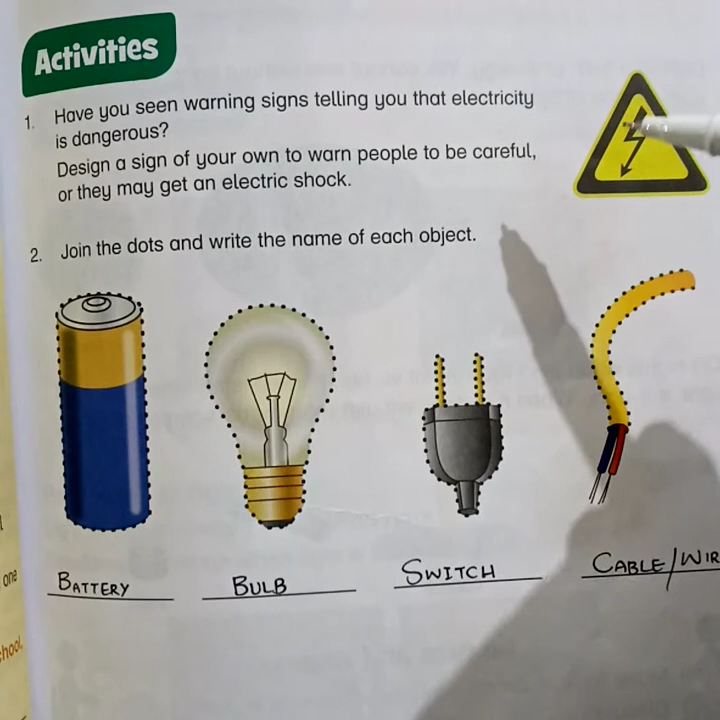 Activities
1. Have you seen warning signs telling you that electricity
is dangerous?
Design a sign of your own to warn people to be careful,
or they may get an electric shock.
2. Join the dots and write the name of each object.
one
BATTERY BULB SWITCH CABLE/WIR
chool.